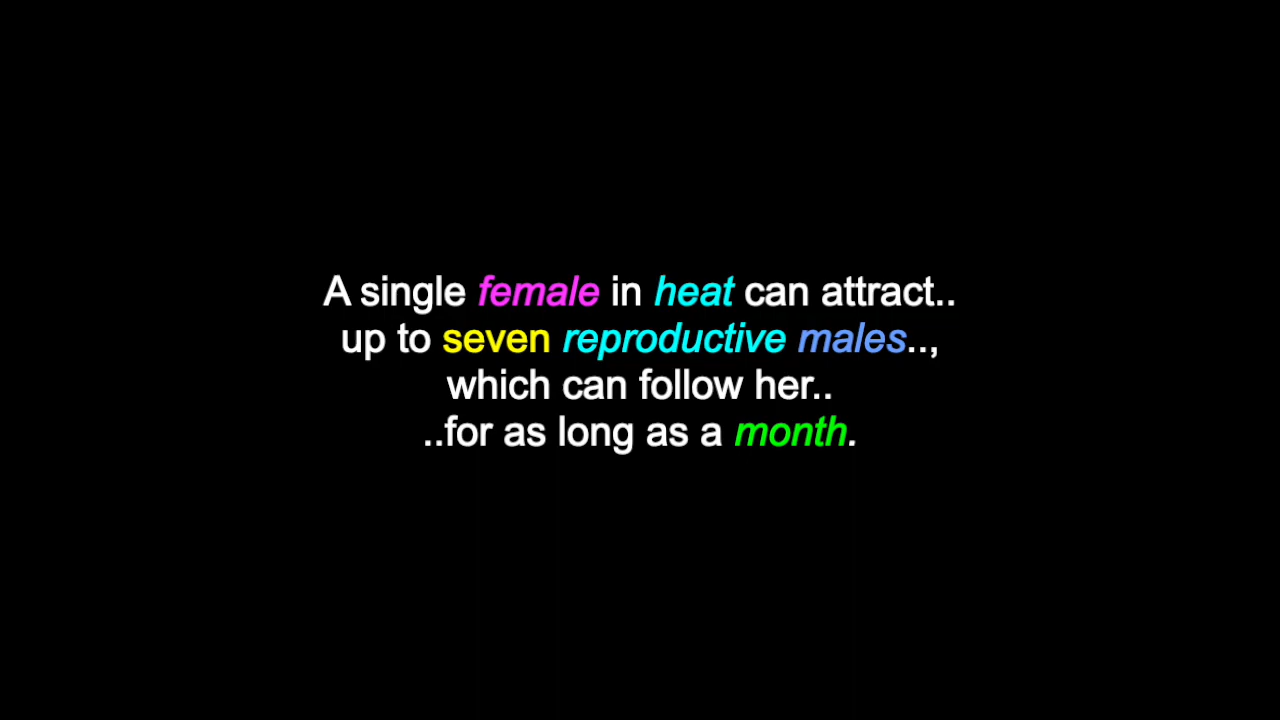 A single female in heat can attract..
up to seven reproductive males..,
which can follow her..
..for as long as a month.